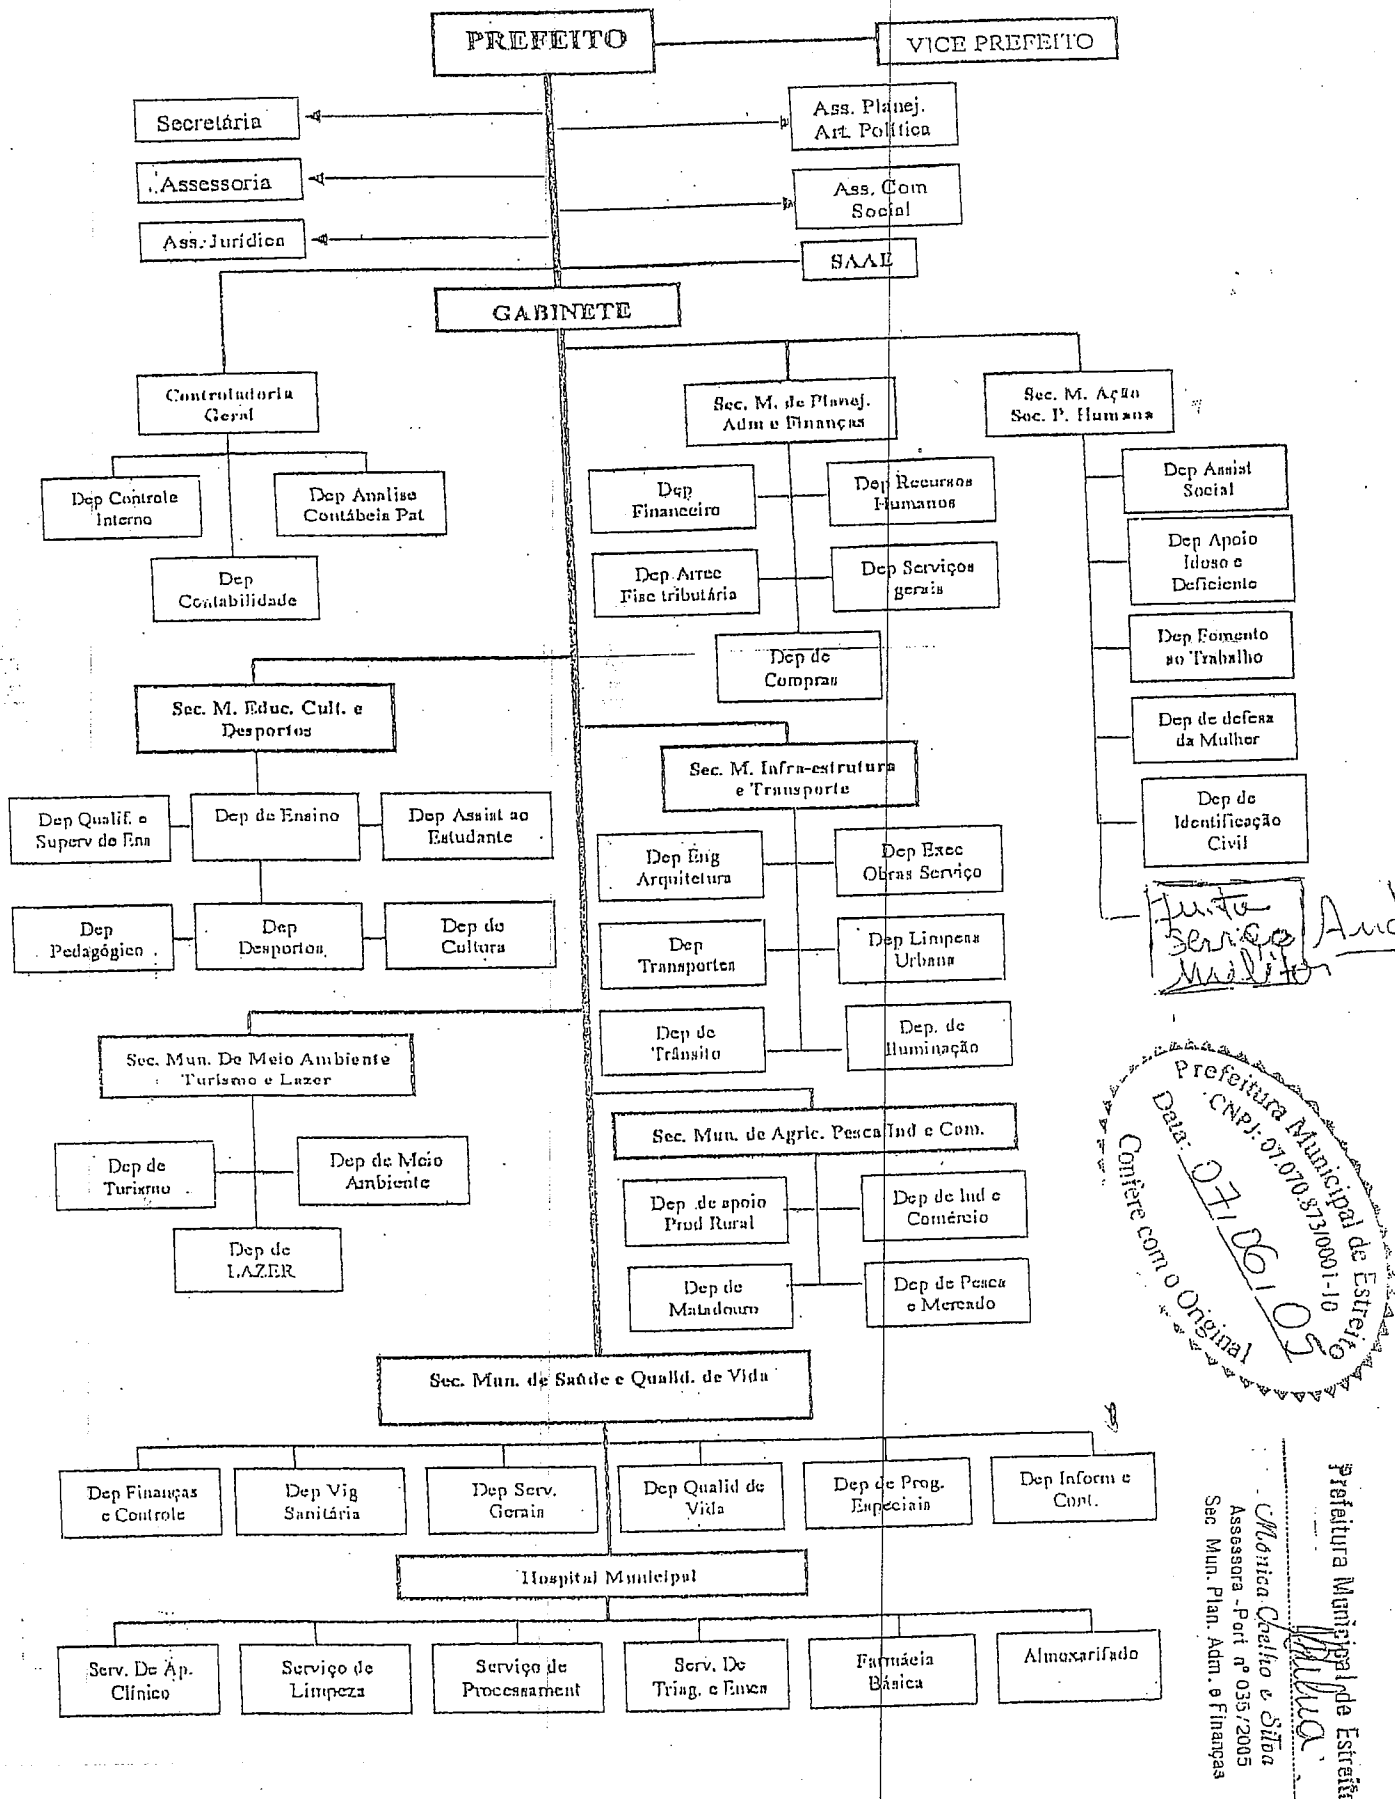 PREFEITO
VICE PREFEITO
Secretária
Ass. Planej.
Art. Política
Assessoria
Ass. Com
Social
Ass. Jurídica
SAAE
GABINETE
Controladoria
Geral
Sec. M. de Planej.
Adm e Finanças
Sec. M. Ação
Soc. P. Humana
Dep Controle
Interno
Dep Analise
Contábeis Pat
Dep
Contabilidade
Dep
Financeiro
Dep Recursos
Humanos
Dep Arrec
Fisc tributária
Dep Serviços
gerais
Dep de
Compras
Dep Assist
Social
Dep Apoio
Idoso e
Deficiente
Dep Fomento
ao Trabalho
Dep de defesa
da Mulher
Dep de
Identificação
Civil
Junta
Serviço
Militar
Sec. M. Educ. Cult. e
Desportos
Dep Qualif. e
Superv de Ens
Dep de Ensino
Dep Assist ao
Estudante
Dep
Pedagógico
Dep
Desportos
Dep de
Cultura
Sec. M. Infra-estrutura
e Transporte
Dep Eng
Arquitetura
Dep Exec
Obras Serviço
Dep
Transportes
Dep Limpesa
Urbana
Dep de
Trânsito
Dep. de
Iluminação
Sec. Mun. De Meio Ambiente
Turismo e Lazer
Dep de
Turismo
Dep de Meio
Ambiente
Dep de
LAZER
Sec. Mun. de Agric. Pesca Ind e Com.
Dep .de apoio
Prod Rural
Dep de Ind e
Comércio
Dep de
Matadouro
Dep de Pesca
e Mercado
Prefeitura Municipal de Estreito
CNPJ: 07.070.873/0001-10
Data: 07/06/05
Confere com o Original
Sec. Mun. de Saúde e Qualid. de Vida
Dep Finanças
e Controle
Dep Vig
Sanitária
Dep Serv.
Gerais
Dep Qualid de
Vida
Dep de Prog.
Especiais
Dep Inform e
Cont.
Hospital Municipal
Serv. De Ap.
Clínico
Serviço de
Limpeza
Serviço de
Processament
Serv. De
Triag. e Emen
Farmácia
Básica
Almoxarifado
Prefeitura Municipal de Estreito
Mônica Coelho e Silva
Assessora - Port nº 035/2005
Sec. Mun. Plan. Adm. e Finanças